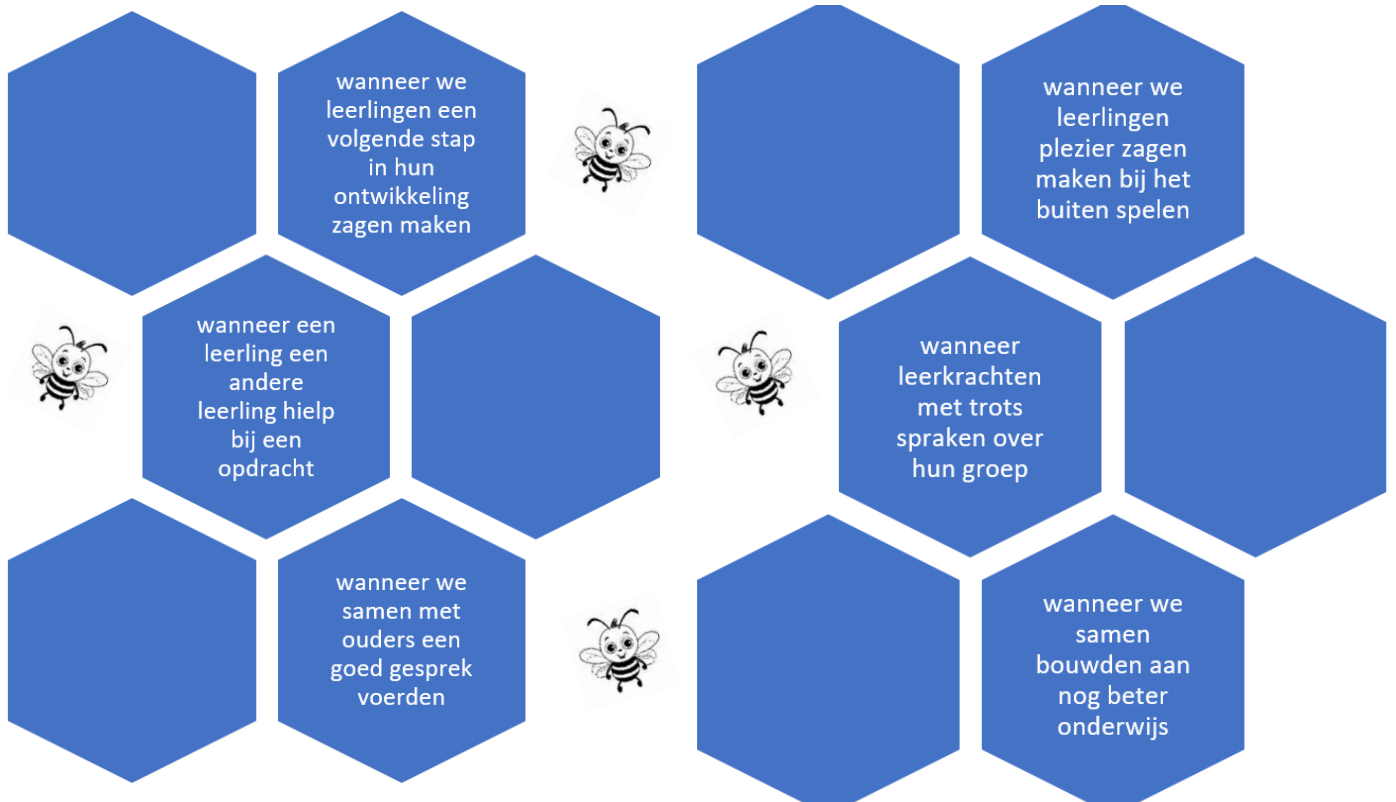 wanneer we
leerlingen een
volgende stap
in hun
ontwikkeling
zagen maken
wanneer een
leerling een
andere
leerling hielp
bij een
opdracht
wanneer we
samen met
ouders een
goed gesprek
voerden
wanneer we
leerlingen
plezier zagen
maken bij het
buiten spelen
wanneer
leerkrachten
met trots
spraken over
hun groep
wanneer we
samen
bouwden aan
nog beter
onderwijs